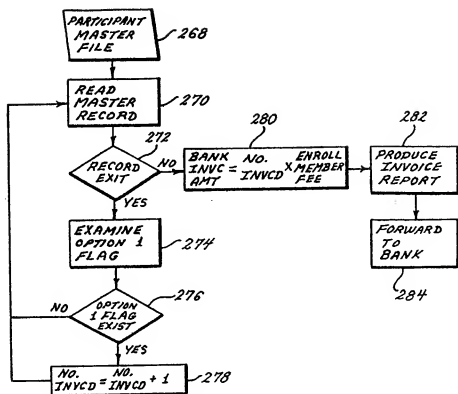 PARTICIPANT
MASTER
FILE
268
READ
MASTER
RECORD
270
272
RECORD
EXIT
NO
YES
280
BANK
INVC = NO. INVCD X ENROLL MEMBER FEE
AMT
282
PRODUCE
INVOICE
REPORT
FORWARD
TO
BANK
284
EXAMINE
OPTION 1
FLAG
274
276
OPTION
1 FLAG
EXIST
NO
YES
NO. INVCD = NO. INVCD + 1
278